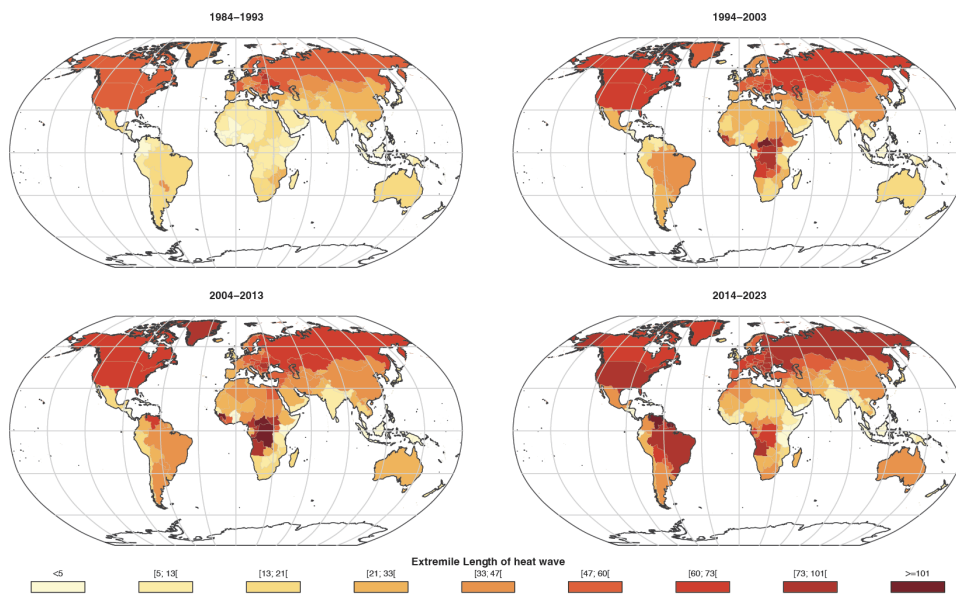 1984–1993
1994–2003
2004–2013
2014–2023
Extremile Length of heat wave
<5 [5; 13[ [13; 21[ [21; 33[ [33; 47[ [47; 60[ [60; 73[ [73; 101[ >=101